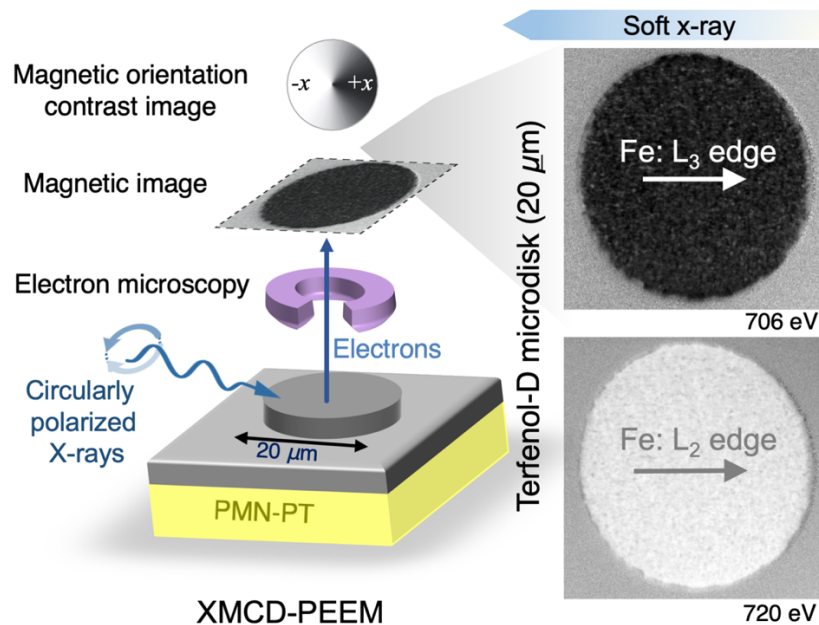 Soft x-ray
Magnetic orientation
contrast image
-x
+x
Magnetic image
Electron microscopy
Electrons
Circularly
polarized
X-rays
20 µm
PMN-PT
XMCD-PEEM
Terfenol-D microdisk (20 µm)
Fe: L₃ edge
706 eV
Fe: L₂ edge
720 eV